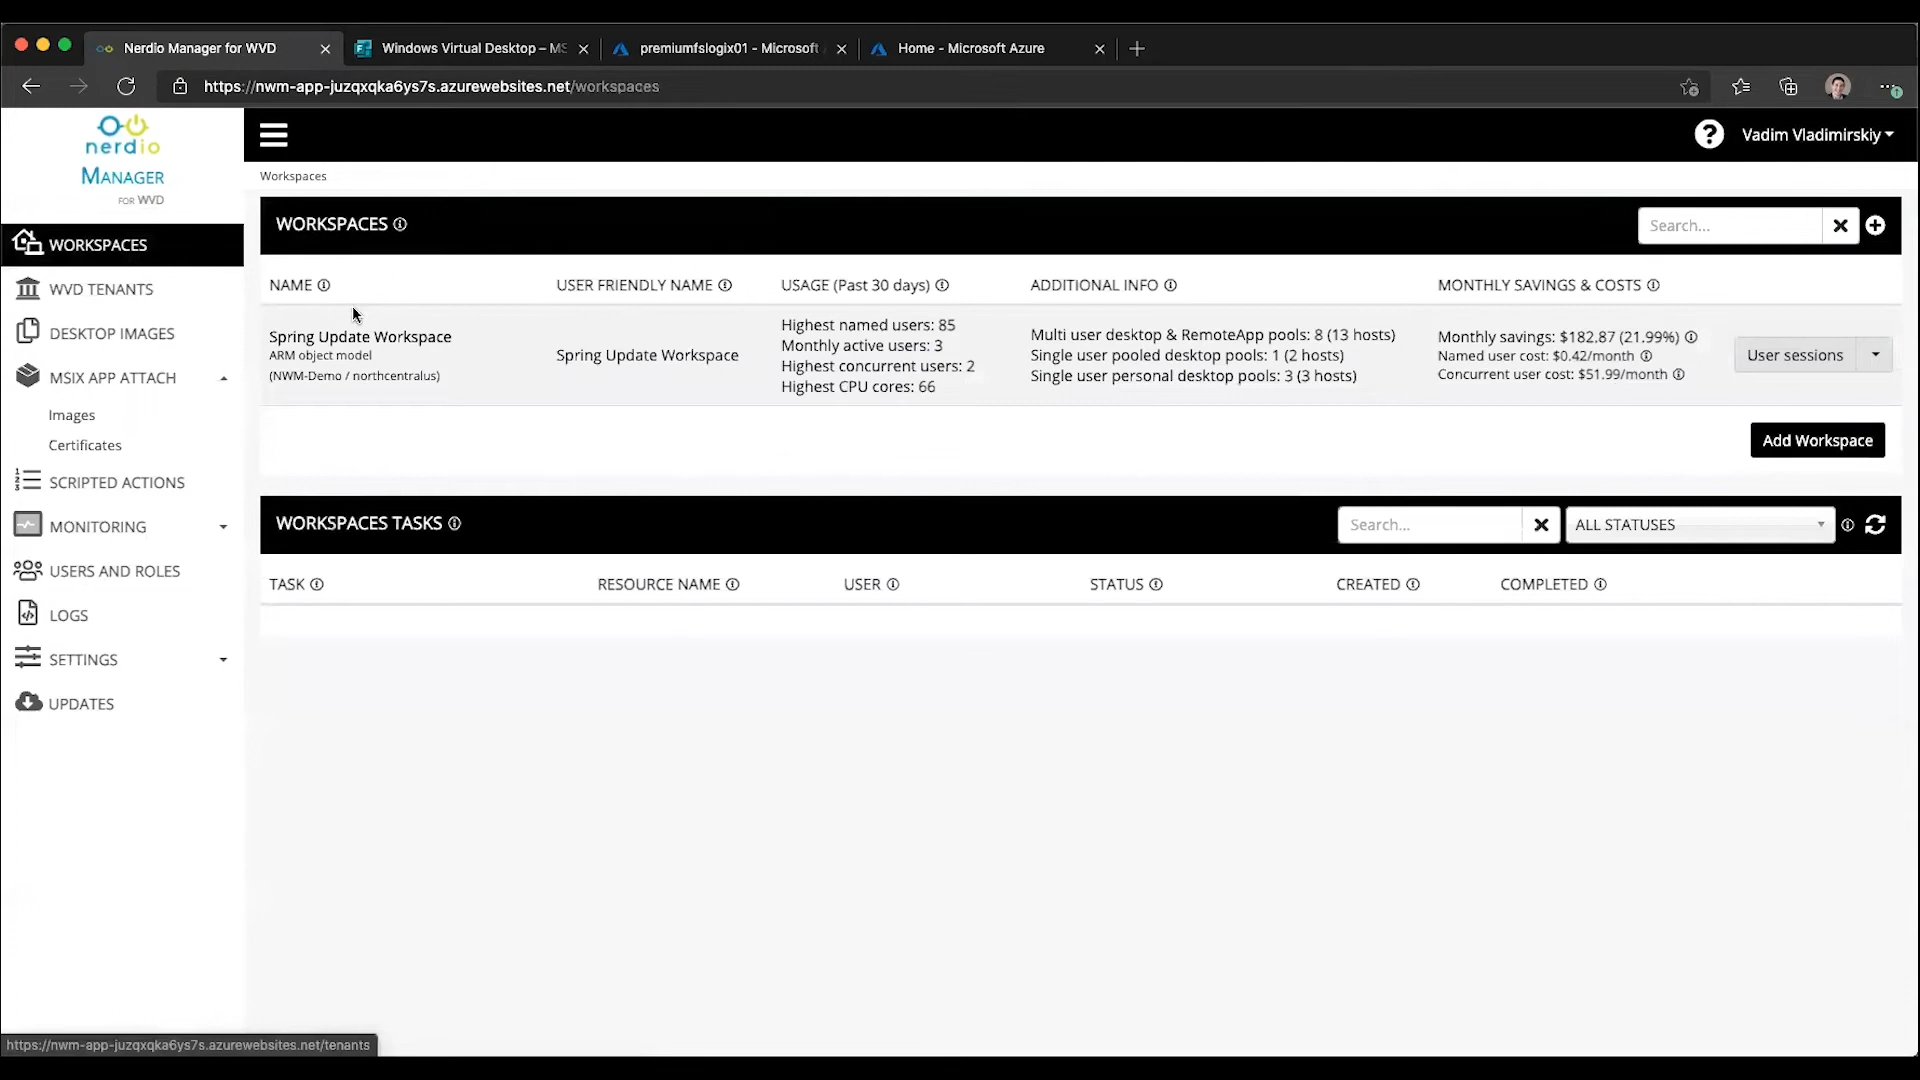 Nerdio Manager for WVD
Windows Virtual Desktop – MS
premiumfslogix01 - Microsoft
Home - Microsoft Azure
https://nwm-app-juzqxqka6ys7s.azurewebsites.net/workspaces
nerdio
MANAGER
FOR WVD
Vadim Vladimirskiy
Workspaces
WORKSPACES
WVD TENANTS
DESKTOP IMAGES
MSIX APP ATTACH
Images
Certificates
SCRIPTED ACTIONS
MONITORING
USERS AND ROLES
LOGS
SETTINGS
UPDATES
WORKSPACES
Search...
NAME
USER FRIENDLY NAME
USAGE (Past 30 days)
ADDITIONAL INFO
MONTHLY SAVINGS & COSTS
Spring Update Workspace
ARM object model
(NWM-Demo / northcentralus)
Spring Update Workspace
Highest named users: 85
Monthly active users: 3
Highest concurrent users: 2
Highest CPU cores: 66
Multi user desktop & RemoteApp pools: 8 (13 hosts)
Single user pooled desktop pools: 1 (2 hosts)
Single user personal desktop pools: 3 (3 hosts)
Monthly savings: $182.87 (21.99%)
Named user cost: $0.42/month
Concurrent user cost: $51.99/month
User sessions
Add Workspace
WORKSPACES TASKS
Search...
ALL STATUSES
TASK
RESOURCE NAME
USER
STATUS
CREATED
COMPLETED
https://nwm-app-juzqxqka6ys7s.azurewebsites.net/tenants